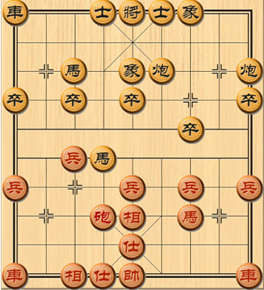 車 士 將 士 象
馬 象 炮 炮
卒 卒 卒 卒
卒
兵 馬
兵 兵 兵 兵
砲 相 馬
仕
車 相 仕 帥 車